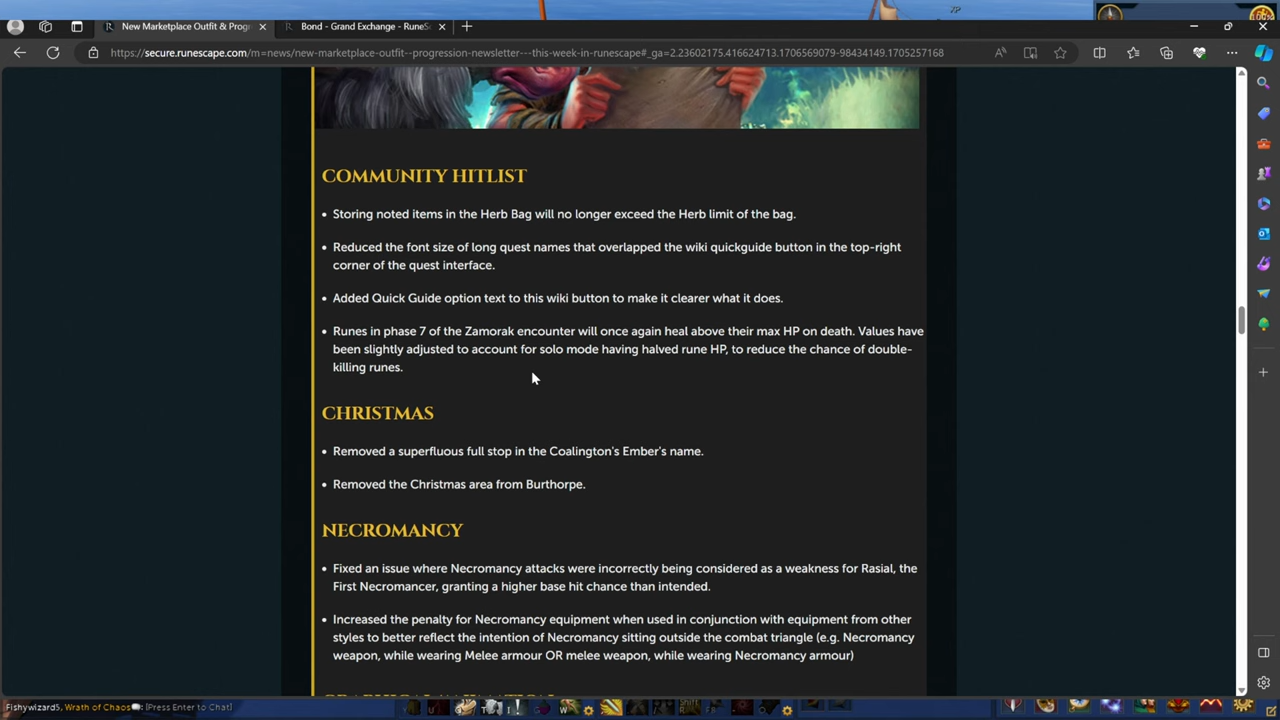 New Marketplace Outfit & Progr
Bond - Grand Exchange - RuneS
https://secure.runescape.com/m=news/new-marketplace-outfit--progression-newsletter---this-week-in-runescape#_ga=2.23602175.416624713.1706569079-98434149.1705257168
COMMUNITY HITLIST
• Storing noted items in the Herb Bag will no longer exceed the Herb limit of the bag.
• Reduced the font size of long quest names that overlapped the wiki quickguide button in the top-right
corner of the quest interface.
• Added Quick Guide option text to this wiki button to make it clearer what it does.
• Runes in phase 7 of the Zamorak encounter will once again heal above their max HP on death. Values have
been slightly adjusted to account for solo mode having halved rune HP, to reduce the chance of double-
killing runes.
CHRISTMAS
• Removed a superfluous full stop in the Coalington's Ember's name.
• Removed the Christmas area from Burthorpe.
NECROMANCY
• Fixed an issue where Necromancy attacks were incorrectly being considered as a weakness for Rasial, the
First Necromancer, granting a higher base hit chance than intended.
• Increased the penalty for Necromancy equipment when used in conjunction with equipment from other
styles to better reflect the intention of Necromancy sitting outside the combat triangle (e.g. Necromancy
weapon, while wearing Melee armour OR melee weapon, while wearing Necromancy armour)
Fishywizard5, Wrath of Chaos: [Press Enter to Chat]